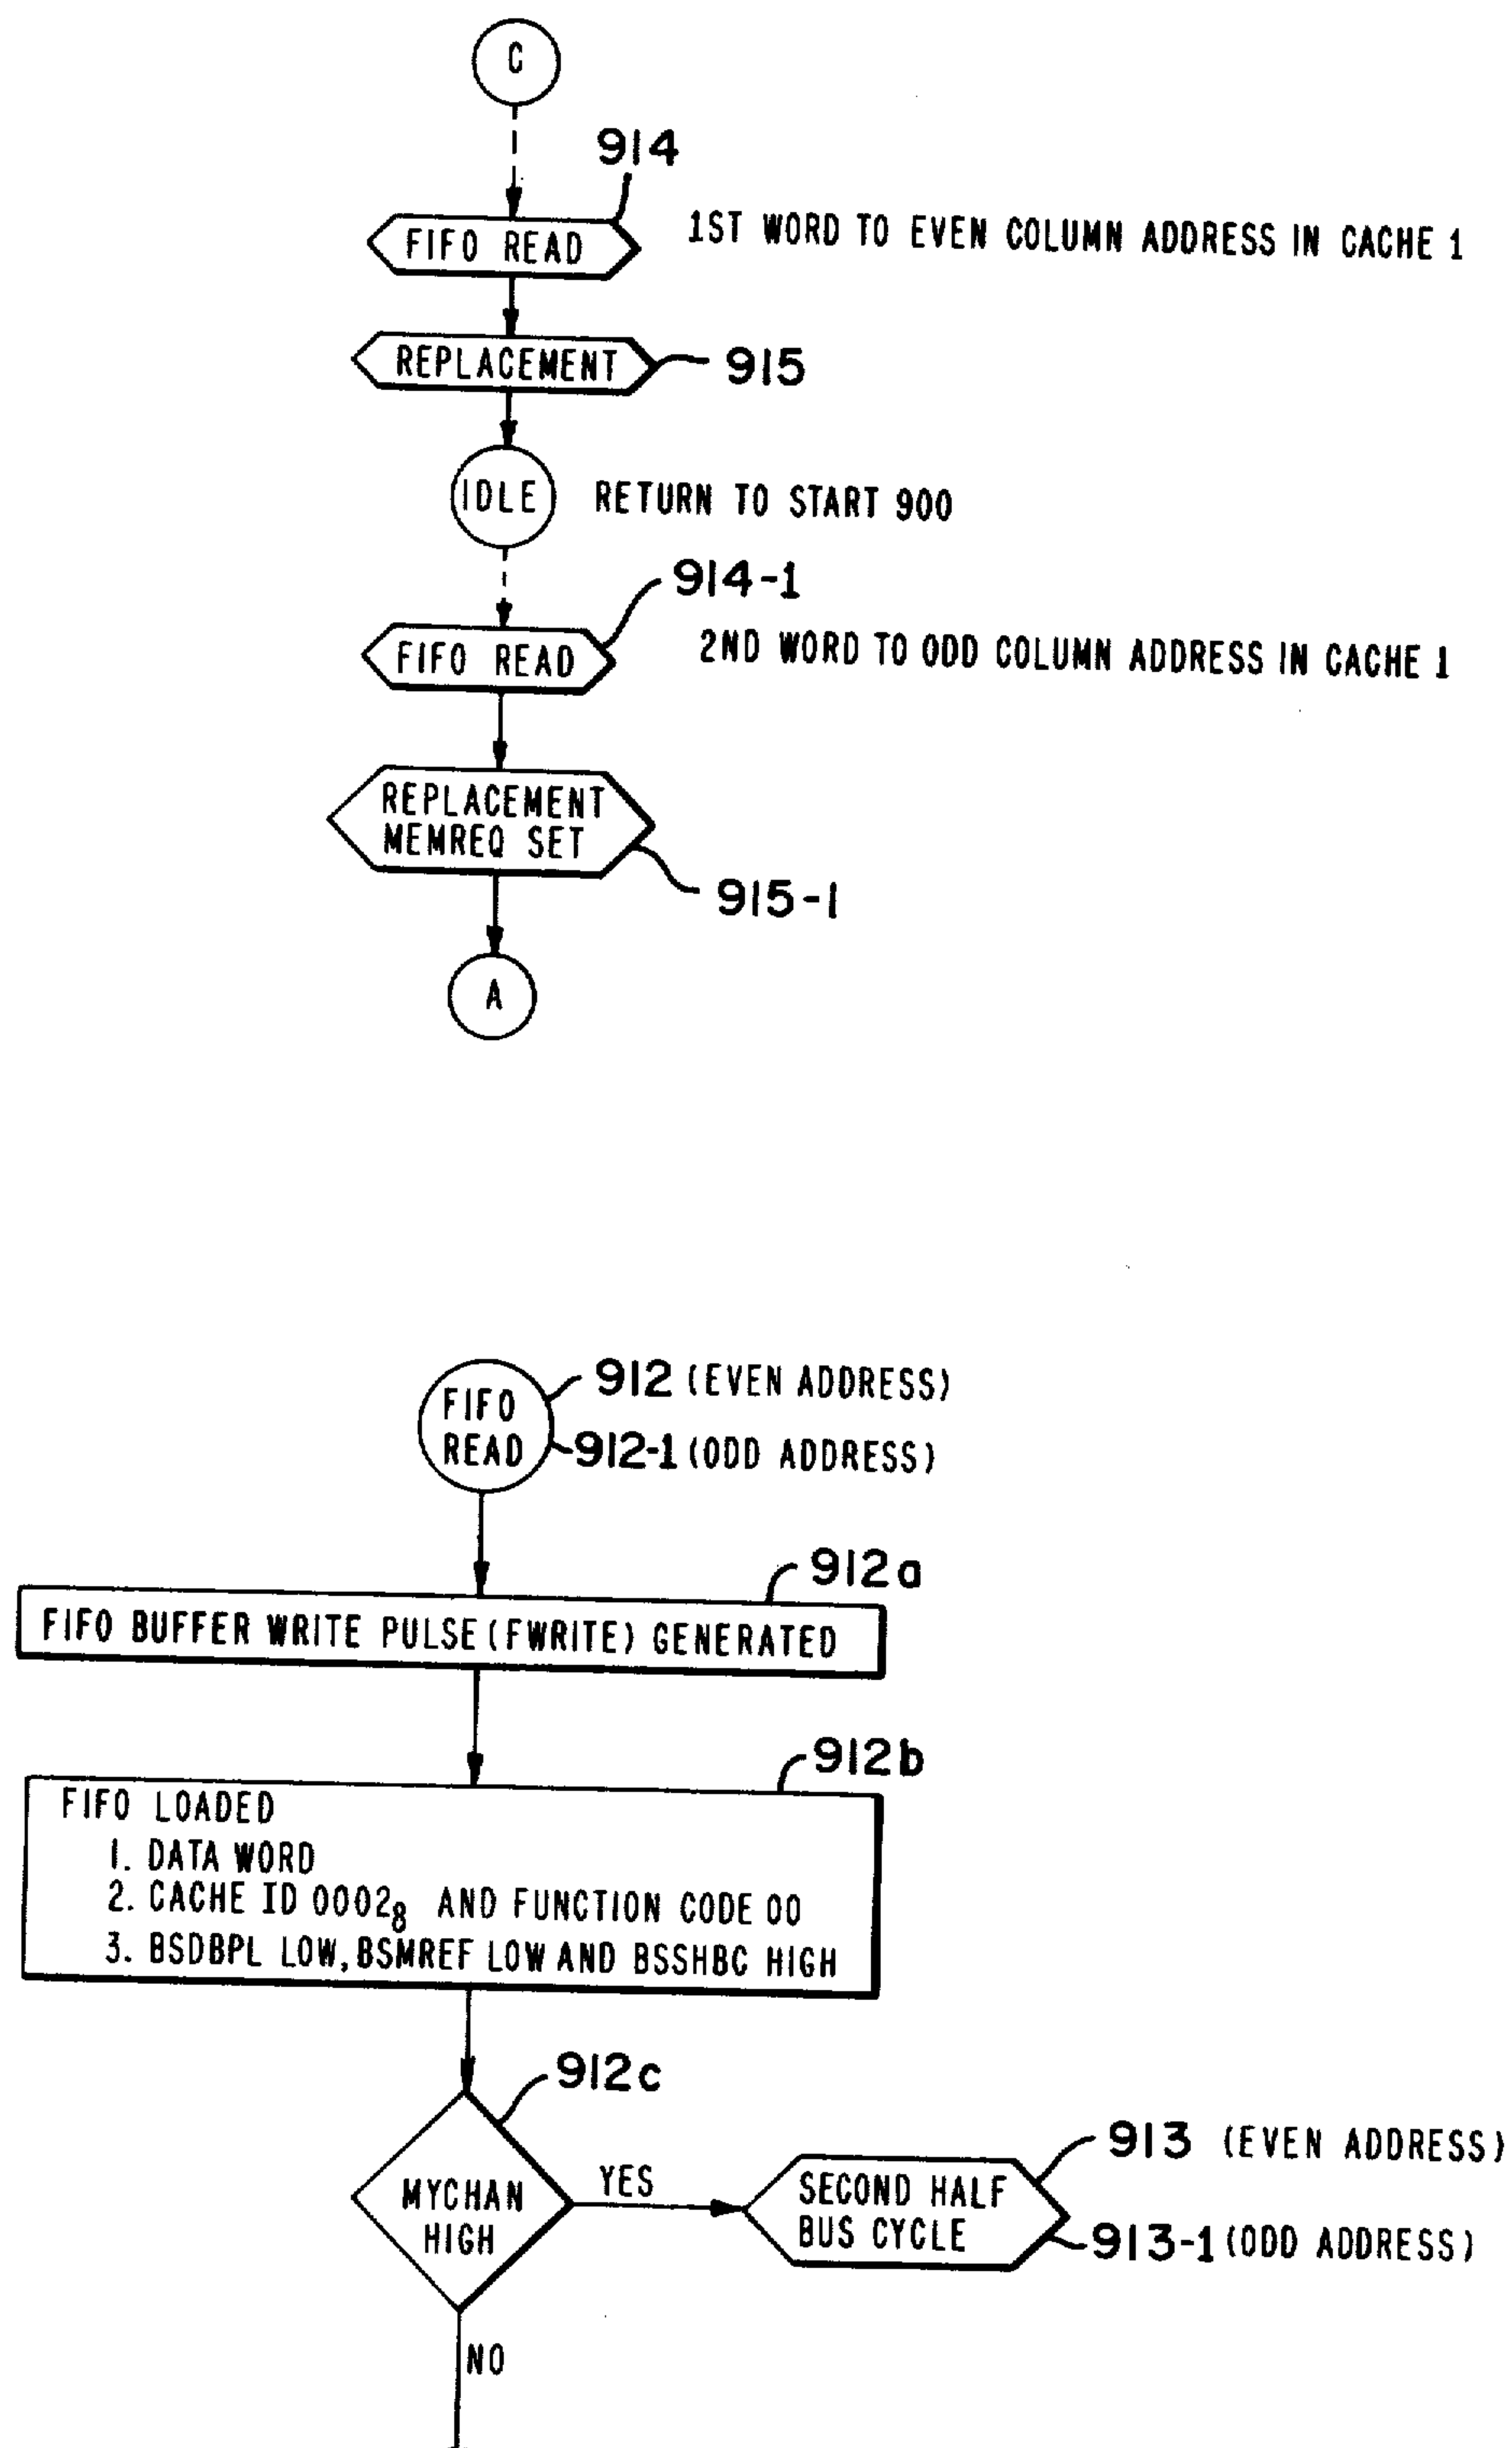 C
914
FIFO READ
1ST WORD TO EVEN COLUMN ADDRESS IN CACHE 1
REPLACEMENT
915
IDLE
RETURN TO START 900
914-1
FIFO READ
2ND WORD TO ODD COLUMN ADDRESS IN CACHE 1
REPLACEMENT
MEMREQ SET
915-1
A
FIFO
READ
912 (EVEN ADDRESS)
912-1 (ODD ADDRESS)
912a
FIFO BUFFER WRITE PULSE (FWRITE) GENERATED
912b
FIFO LOADED
1. DATA WORD
2. CACHE ID 0002₈ AND FUNCTION CODE 00
3. BSDBPL LOW, BSMREF LOW AND BSSHBC HIGH
912c
MYCHAN
HIGH
YES
SECOND HALF
BUS CYCLE
913 (EVEN ADDRESS)
913-1 (ODD ADDRESS)
NO